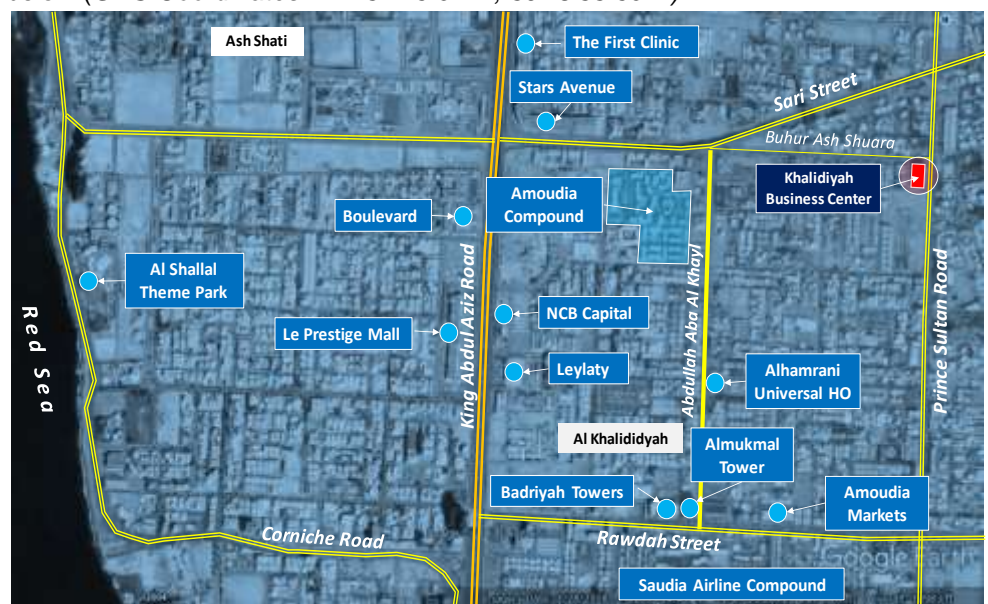 Ash Shati
The First Clinic
Stars Avenue
Sari Street
Buhur Ash Shuara
Khalidiyah
Business Center
Amoudia
Compound
Boulevard
Al Shallal
Theme Park
Red Sea
King Abdul Aziz Road
NCB Capital
Le Prestige Mall
Leylaty
Abdullah Aba Al Khayl
Prince Sultan Road
Alhamrani
Universal HO
Al Khalididyah
Almukmal
Tower
Badriyah Towers
Amoudia
Markets
Corniche Road
Rawdah Street
Google Earth
Saudia Airline Compound